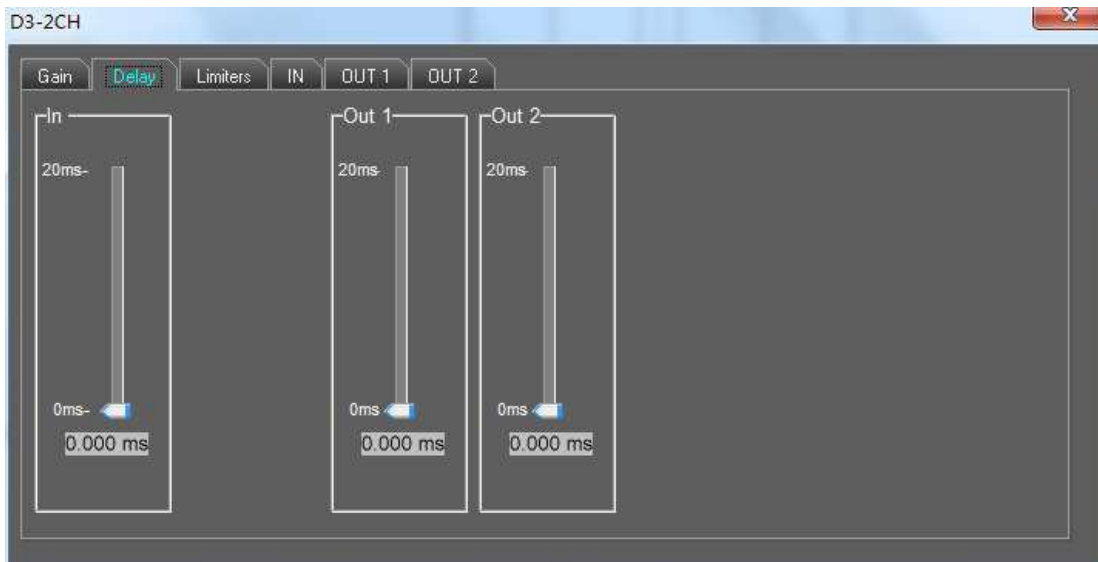 D3-2CH
Gain Delay Limiters IN OUT 1 OUT 2
In Out 1 Out 2
20ms- 20ms- 20ms-
0ms- 0ms 0ms
0.000 ms 0.000 ms 0.000 ms